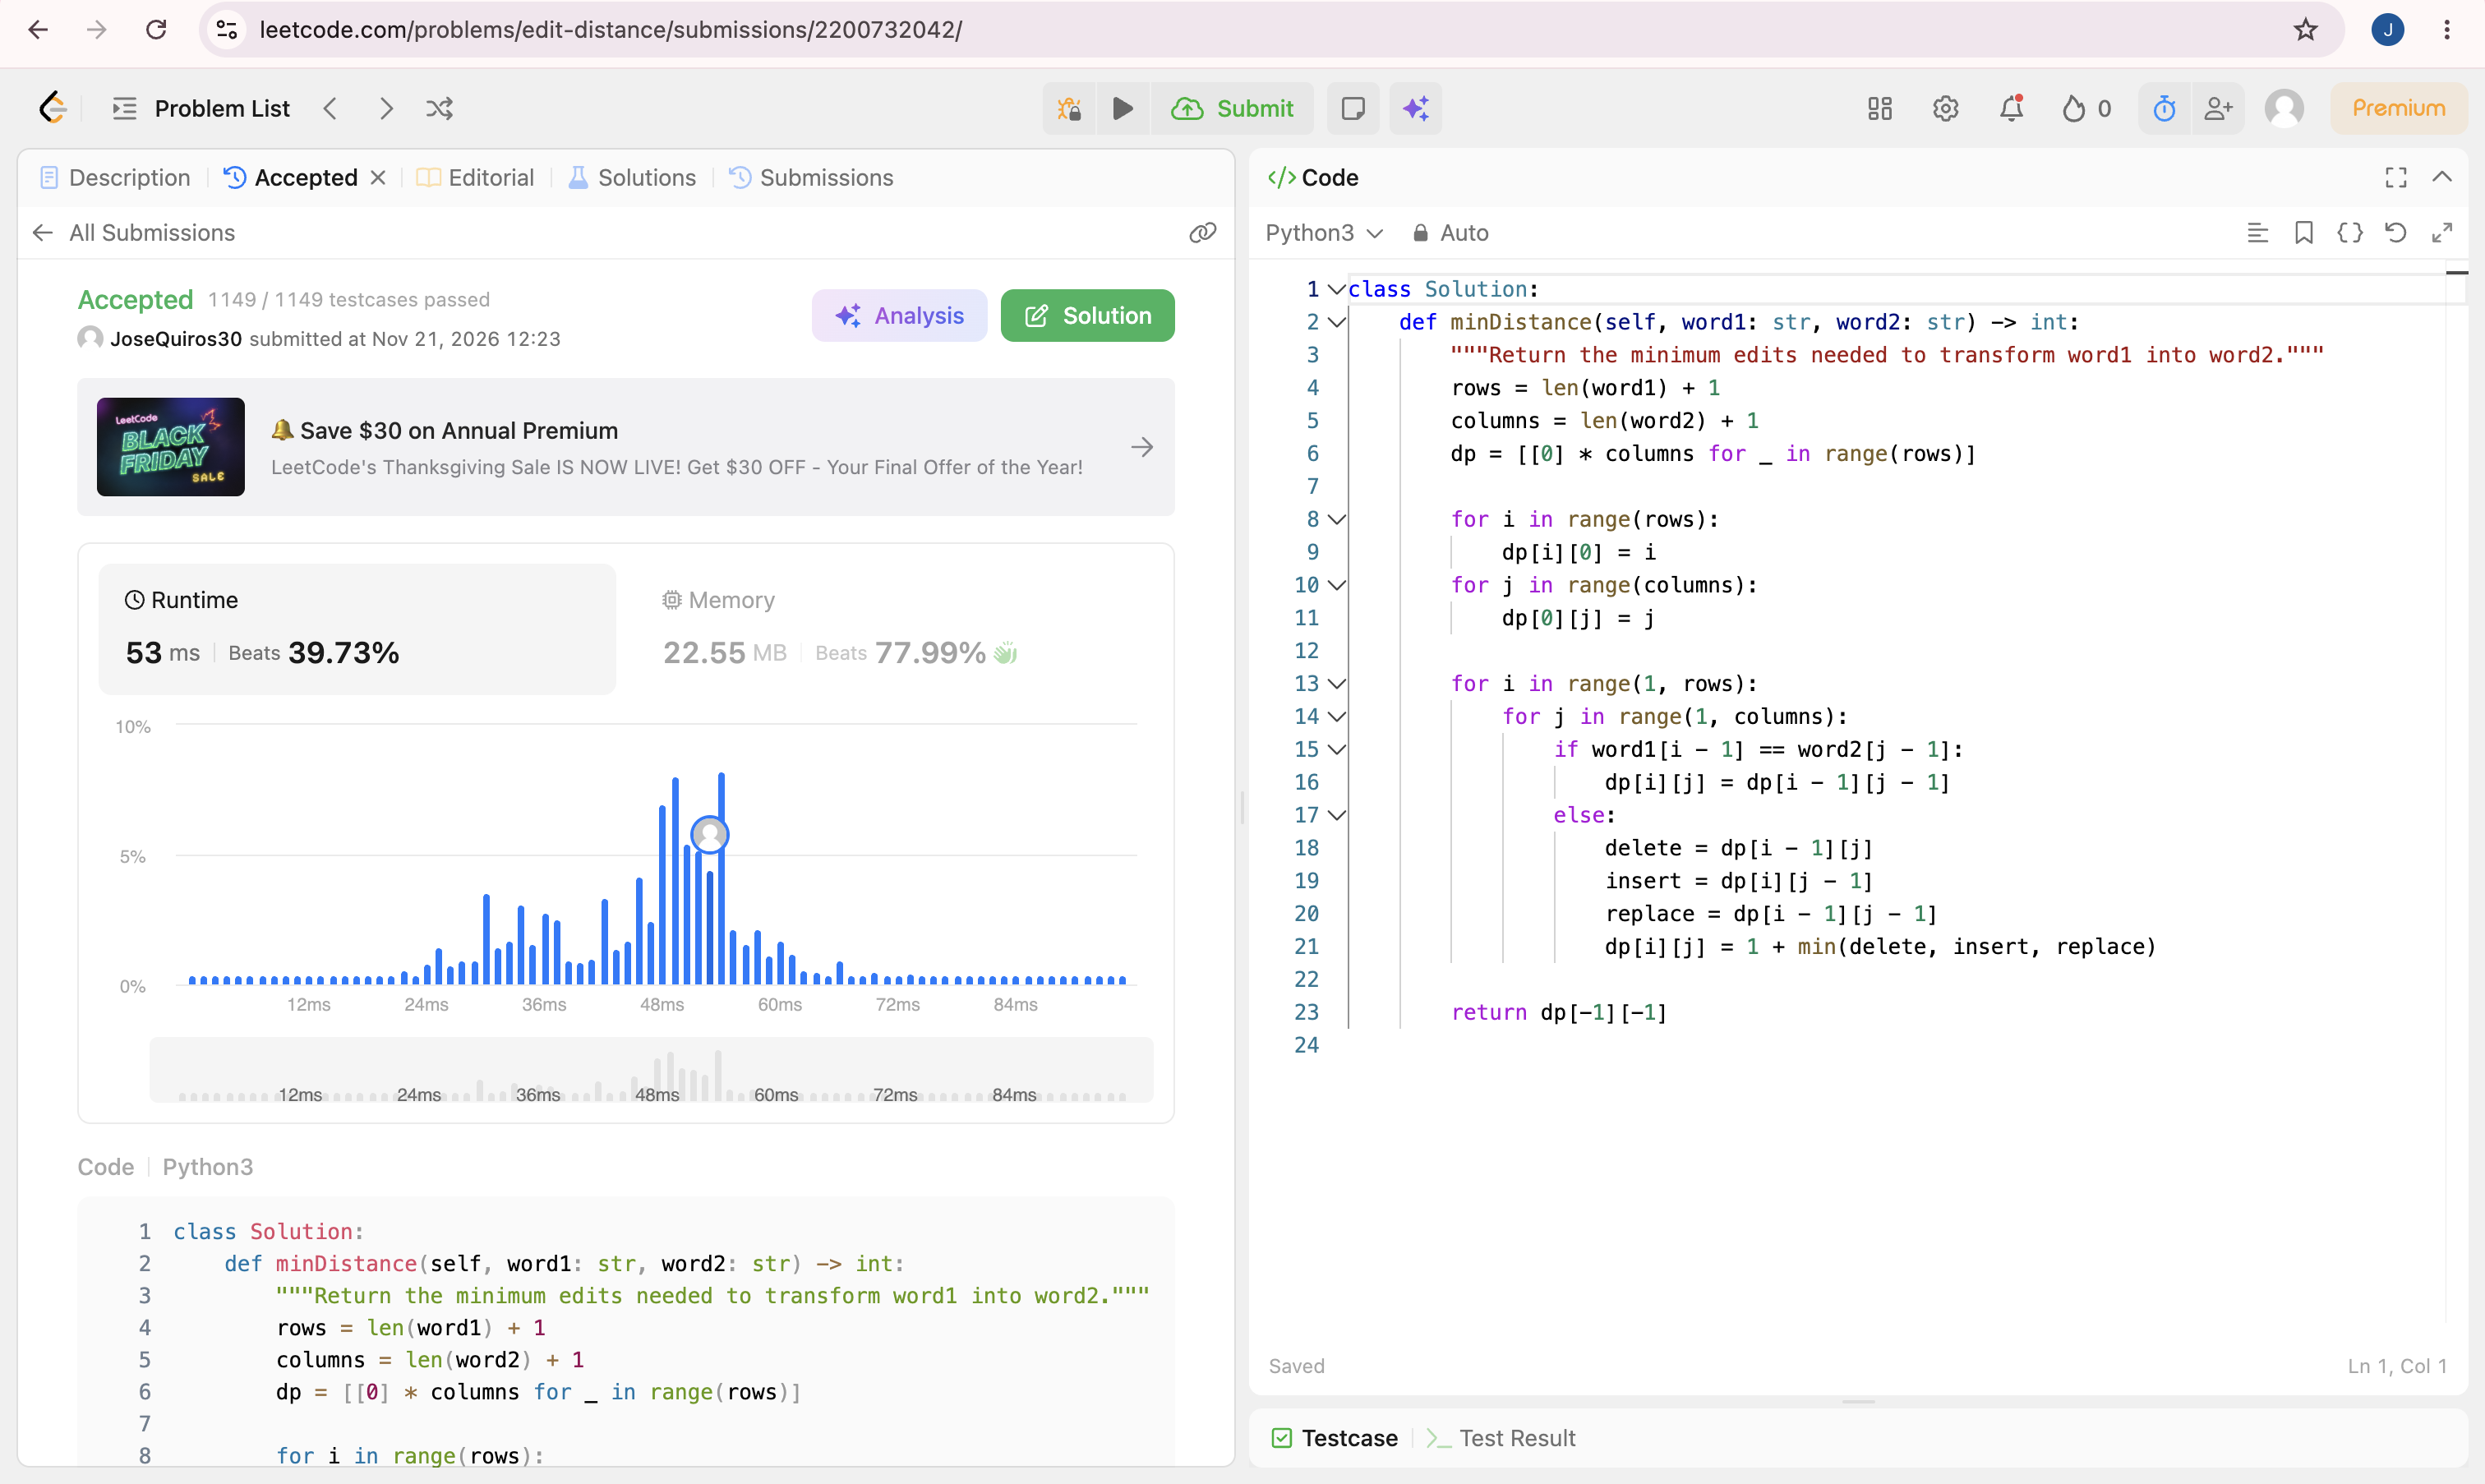 leetcode.com/problems/edit-distance/submissions/2200732042/
J
Problem List
Submit
0
Premium
Description
Accepted
Editorial
Solutions
Submissions
All Submissions
Accepted 1149 / 1149 testcases passed
JoseQuiros30 submitted at Nov 21, 2026 12:23
Analysis
Solution
LeetCode
BLACK
FRIDAY
SALE
Save $30 on Annual Premium
LeetCode's Thanksgiving Sale IS NOW LIVE! Get $30 OFF - Your Final Offer of the Year!
Runtime
53 ms Beats 39.73%
Memory
22.55 MB Beats 77.99%
10%
5%
0%
12ms 24ms 36ms 48ms 60ms 72ms 84ms
12ms 24ms 36ms 48ms 60ms 72ms 84ms
Code Python3
1 class Solution:
2     def minDistance(self, word1: str, word2: str) -> int:
3         """Return the minimum edits needed to transform word1 into word2."""
4         rows = len(word1) + 1
5         columns = len(word2) + 1
6         dp = [[0] * columns for _ in range(rows)]
7
8         for i in range(rows):
</> Code
Python3 Auto
1 class Solution:
2     def minDistance(self, word1: str, word2: str) -> int:
3         """Return the minimum edits needed to transform word1 into word2."""
4         rows = len(word1) + 1
5         columns = len(word2) + 1
6         dp = [[0] * columns for _ in range(rows)]
7
8         for i in range(rows):
9             dp[i][0] = i
10         for j in range(columns):
11             dp[0][j] = j
12
13         for i in range(1, rows):
14             for j in range(1, columns):
15                 if word1[i - 1] == word2[j - 1]:
16                     dp[i][j] = dp[i - 1][j - 1]
17                 else:
18                     delete = dp[i - 1][j]
19                     insert = dp[i][j - 1]
20                     replace = dp[i - 1][j - 1]
21                     dp[i][j] = 1 + min(delete, insert, replace)
22
23         return dp[-1][-1]
24
Saved
Ln 1, Col 1
Testcase
Test Result